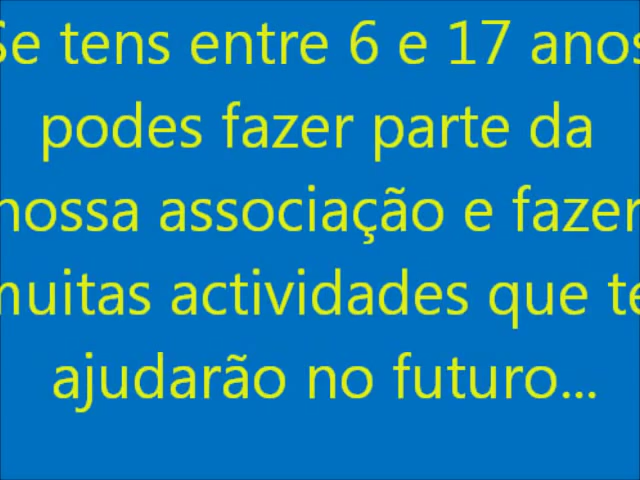 Se tens entre 6 e 17 anos
podes fazer parte da
nossa associação e fazer
muitas actividades que te
ajudarão no futuro...